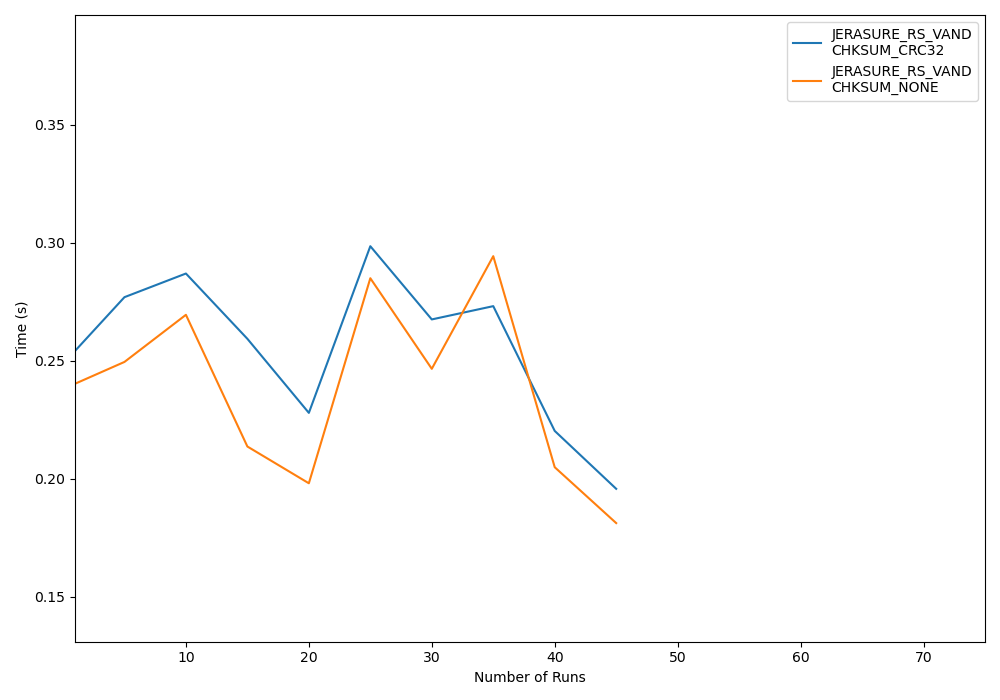 JERASURE_RS_VAND
CHKSUM_CRC32
JERASURE_RS_VAND
CHKSUM_NONE
0.35
0.30
0.25
0.20
0.15
Time (s)
10 20 30 40 50 60 70
Number of Runs